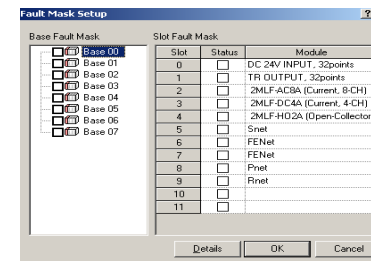 Fault Mask Setup ?
Base Fault Mask
Base 00
Base 01
Base 02
Base 03
Base 04
Base 05
Base 06
Base 07
Slot Fault Mask
Slot Status Module
0 DC 24V INPUT, 32points
1 TR OUTPUT, 32points
2 2MLF-AC8A (Current, 8-CH)
3 2MLF-DC4A (Current, 4-CH)
4 2MLF-HO2A (Open-Collector
5 Snet
6 FENet
7 FENet
8 Pnet
9 Rnet
10
11
Details OK Cancel